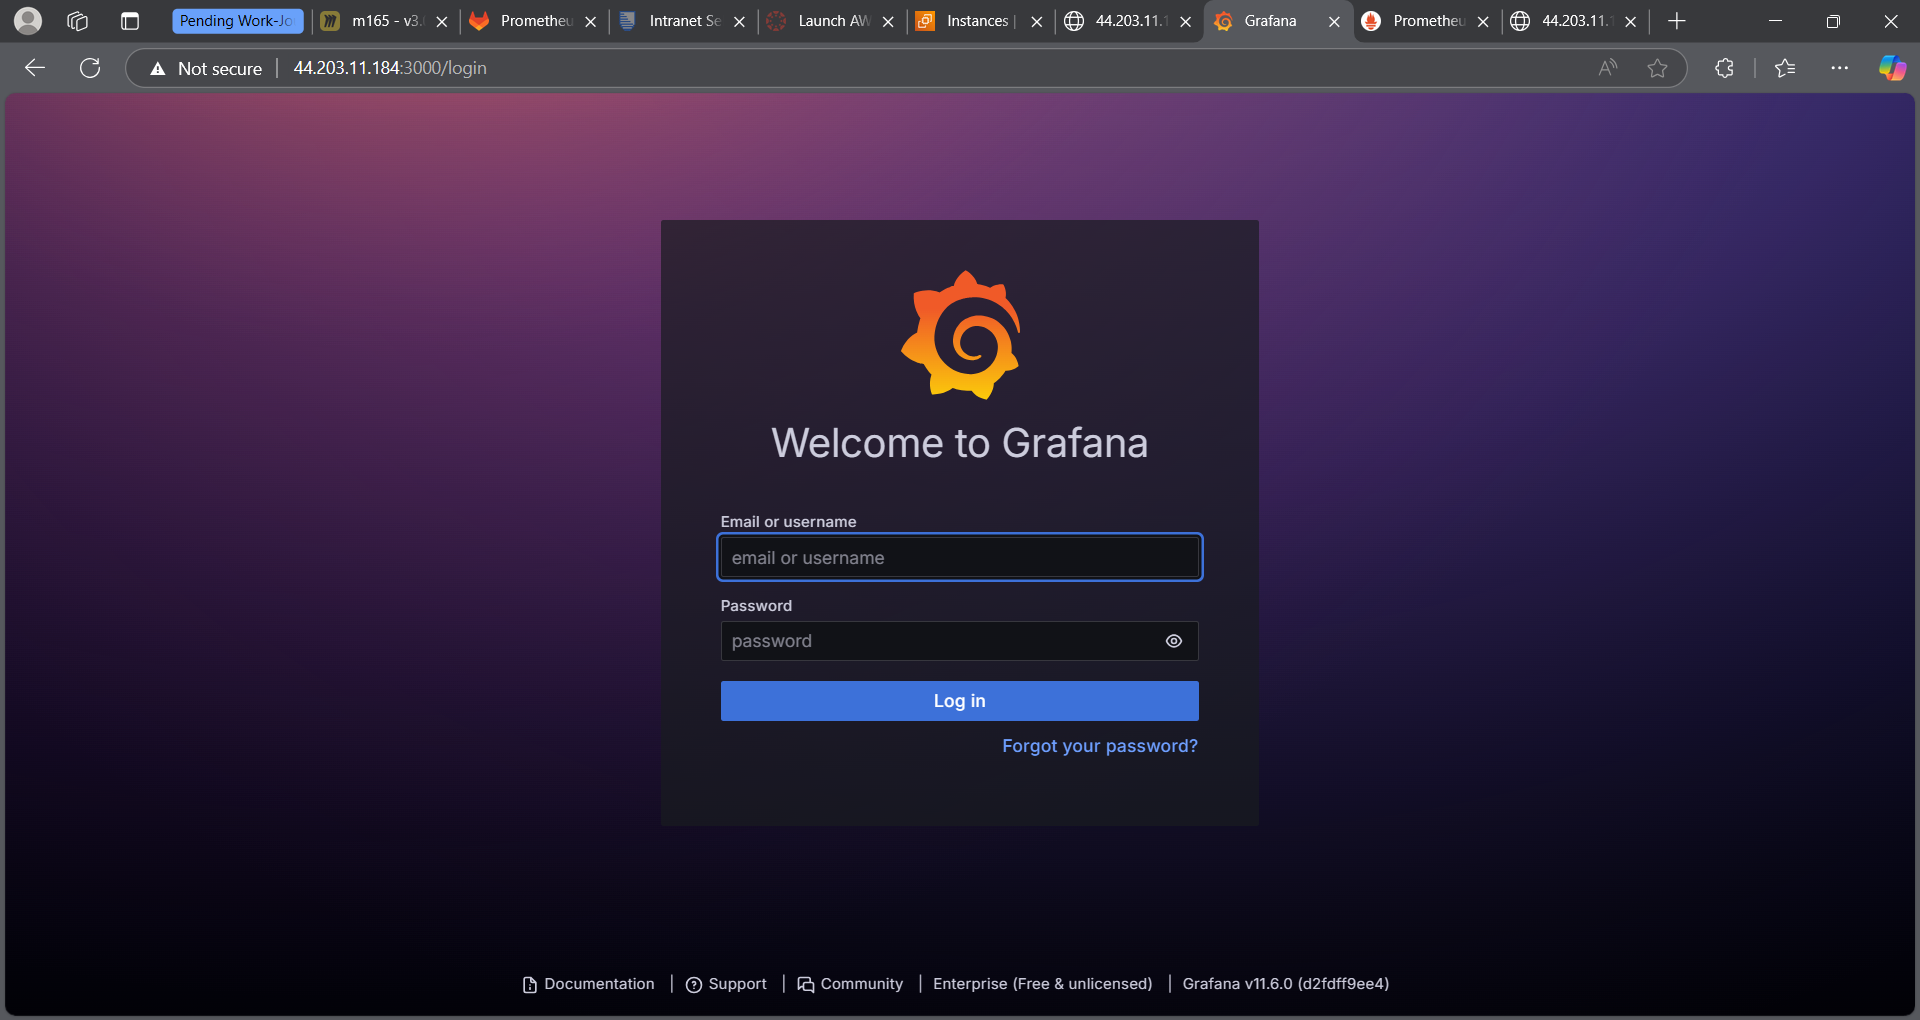 Pending Work-Jo
m165 - v3.
Prometheu
Intranet Se
Launch AW
Instances |
44.203.11.1
Grafana
Prometheu
44.203.11.
Not secure
44.203.11.184:3000/login
Welcome to Grafana
Email or username
email or username
Password
password
Log in
Forgot your password?
Documentation | Support | Community | Enterprise (Free & unlicensed) | Grafana v11.6.0 (d2fdff9ee4)